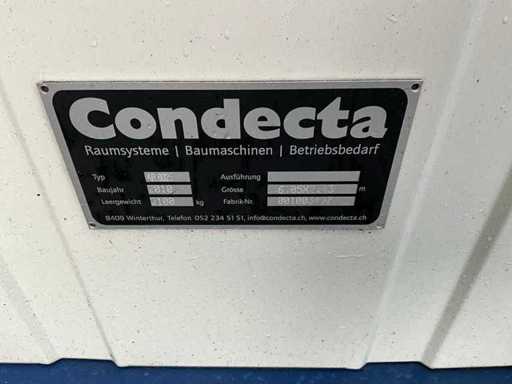 Condecta
Raumsysteme | Baumaschinen | Betriebsbedarf
Typ Ausführung
Baujahr 2010 Grösse m
Leergewicht kg Fabrik-Nr.
8409 Winterthur, Telefon 052 234 51 51, info@condecta.ch, www.condecta.ch